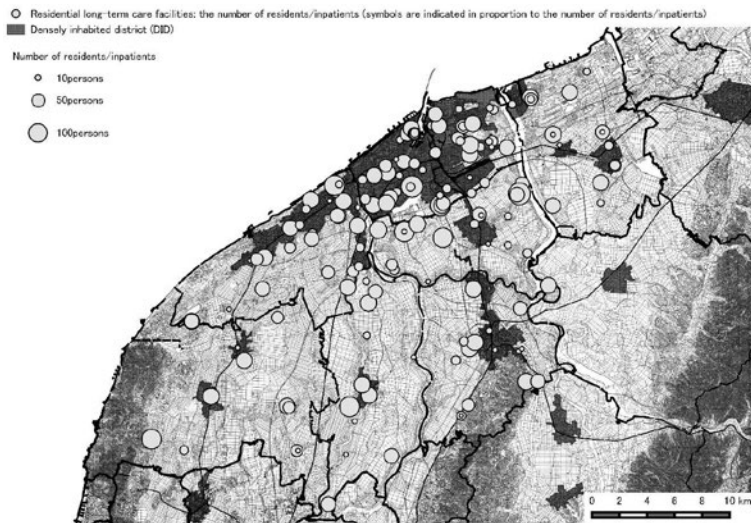 Residential long-term care facilities: the number of residents/inpatients (symbols are indicated in proportion to the number of residents/inpatients)
Densely inhabited district (DID)
Number of residents/inpatients
10persons
50persons
100persons
0 2 4 6 8 10 km